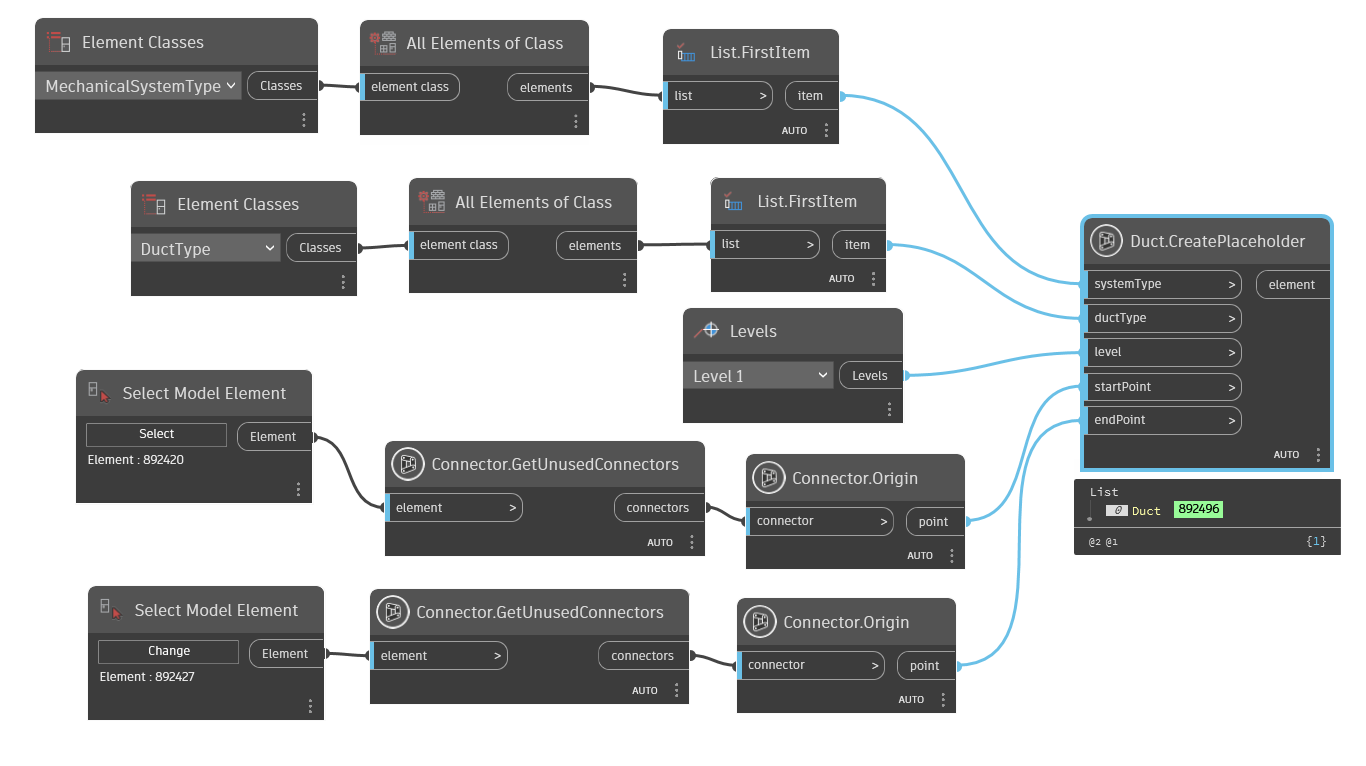 Element Classes
MechanicalSystemType
Classes
All Elements of Class
element class
elements
List.FirstItem
list >
item
AUTO
Element Classes
DuctType
Classes
All Elements of Class
element class
elements
List.FirstItem
list >
item
AUTO
Levels
Level 1
Levels
Duct.CreatePlaceholder
systemType >
element
ductType >
level >
startPoint >
endPoint >
AUTO
List
0 Duct 892496
@2 @1 {1}
Select Model Element
Select
Element
Element : 892420
Connector.GetUnusedConnectors
element >
connectors
AUTO
Connector.Origin
connector >
point
AUTO
Select Model Element
Change
Element
Element : 892427
Connector.GetUnusedConnectors
element >
connectors
AUTO
Connector.Origin
connector >
point
AUTO